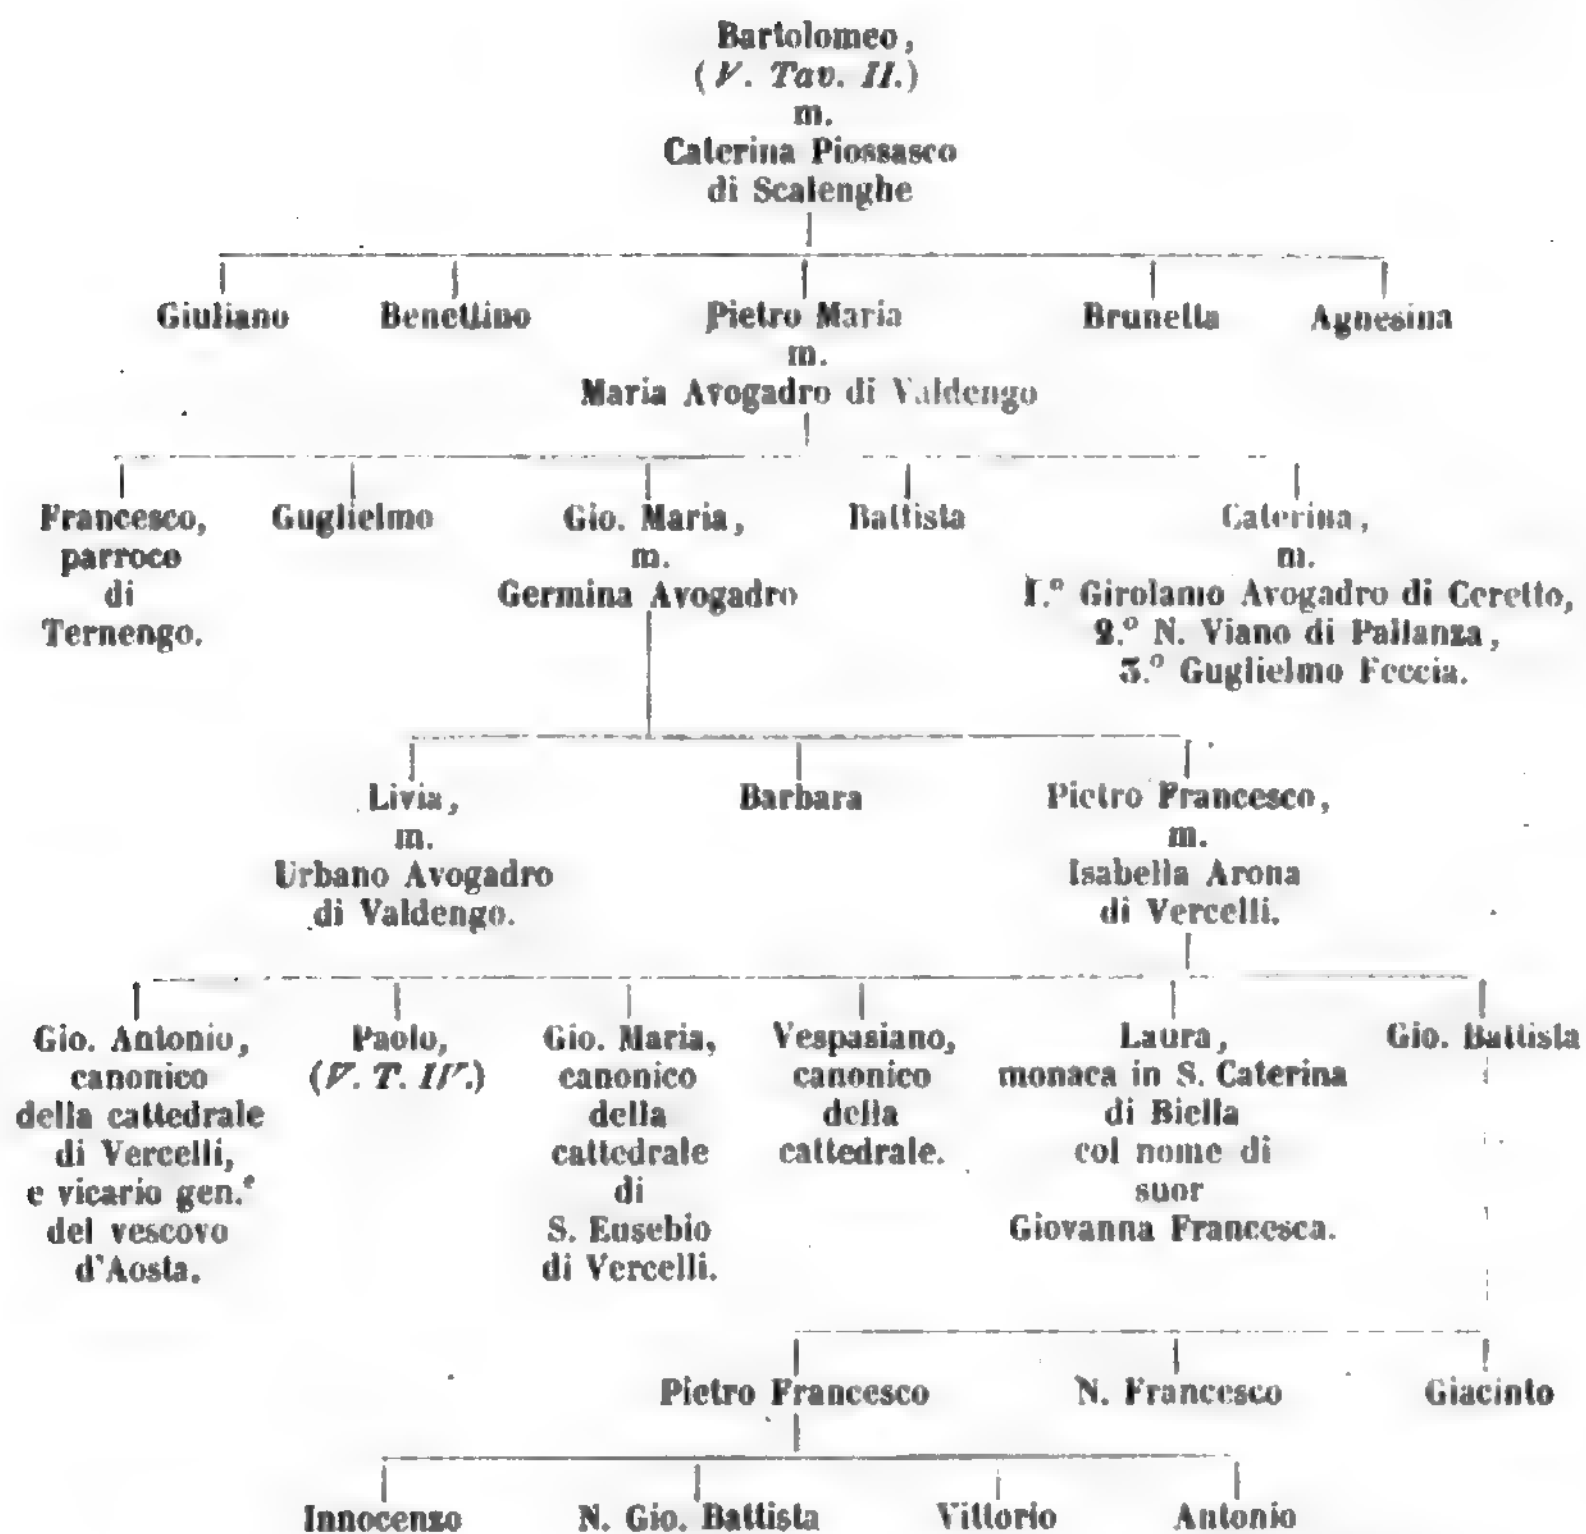 Bartolomeo,
(V. Tav. II.)
m.
Caterina Piossasco
di Scalenghe
Giuliano Benettino Pietro Maria Brunetta Agnesina
m.
Maria Avogadro di Valdengo
Francesco, Guglielmo Gio. Maria, Battista Caterina,
parroco m. m.
di Germina Avogadro 1.° Girolamo Avogadro di Ceretto,
Ternengo. 2.° N. Viano di Pallanza,
3.° Guglielmo Feccia.
Livia, Barbara Pietro Francesco,
m. m.
Urbano Avogadro Isabella Arona
di Valdengo. di Vercelli.
Gio. Antonio, Paolo, Gio. Maria, Vespasiano, Laura, Gio. Battista
canonico (V. T. IV.) canonico canonico monaca in S. Caterina
della cattedrale della della di Biella
di Vercelli, cattedrale cattedrale. col nome di
e vicario gen.e di suor
del vescovo S. Eusebio Giovanna Francesca.
d'Aosta. di Vercelli.
Pietro Francesco N. Francesco Giacinto
Innocenzo N. Gio. Battista Vittorio Antonio